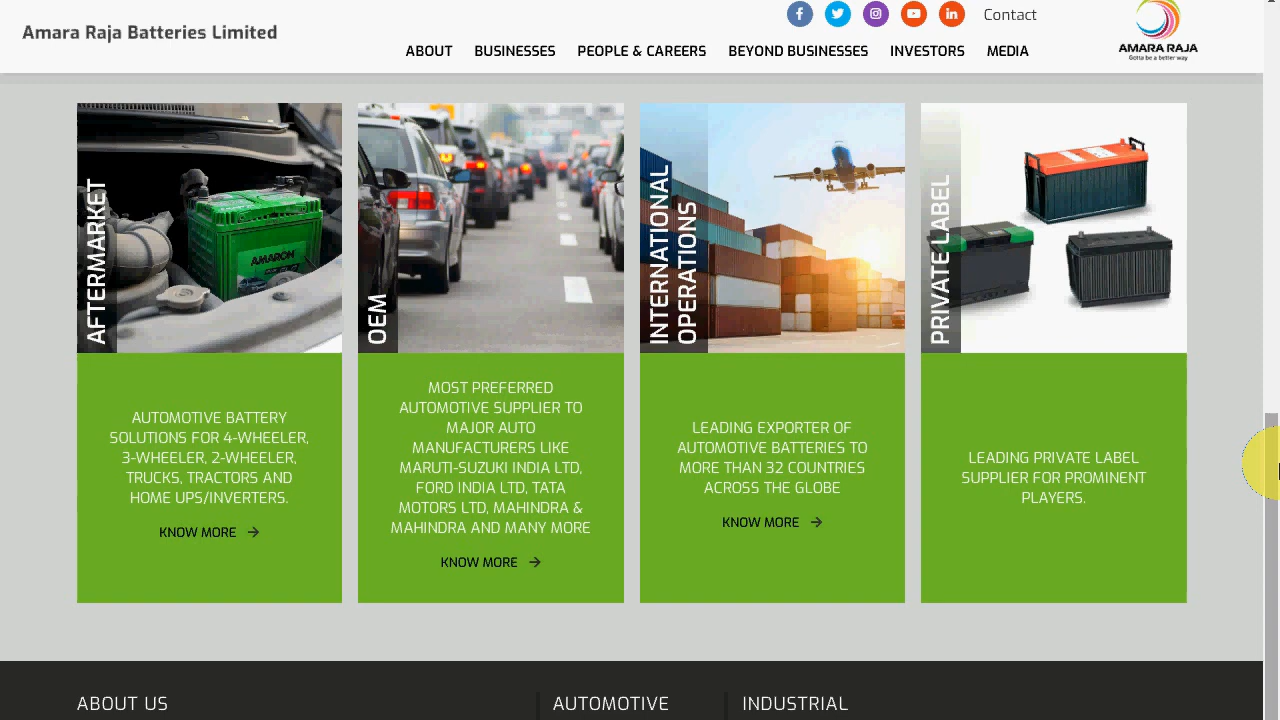 Amara Raja Batteries Limited
Contact
AMARA RAJA
Gotta be a better way
ABOUT BUSINESSES PEOPLE & CAREERS BEYOND BUSINESSES INVESTORS MEDIA
AFTERMARKET
AMARON
AUTOMOTIVE BATTERY
SOLUTIONS FOR 4-WHEELER,
3-WHEELER, 2-WHEELER,
TRUCKS, TRACTORS AND
HOME UPS/INVERTERS.
KNOW MORE →
OEM
MOST PREFERRED
AUTOMOTIVE SUPPLIER TO
MAJOR AUTO
MANUFACTURERS LIKE
MARUTI-SUZUKI INDIA LTD,
FORD INDIA LTD, TATA
MOTORS LTD, MAHINDRA &
MAHINDRA AND MANY MORE
KNOW MORE →
INTERNATIONAL
OPERATIONS
LEADING EXPORTER OF
AUTOMOTIVE BATTERIES TO
MORE THAN 32 COUNTRIES
ACROSS THE GLOBE
KNOW MORE →
PRIVATE LABEL
LEADING PRIVATE LABEL
SUPPLIER FOR PROMINENT
PLAYERS.
ABOUT US
AUTOMOTIVE
INDUSTRIAL